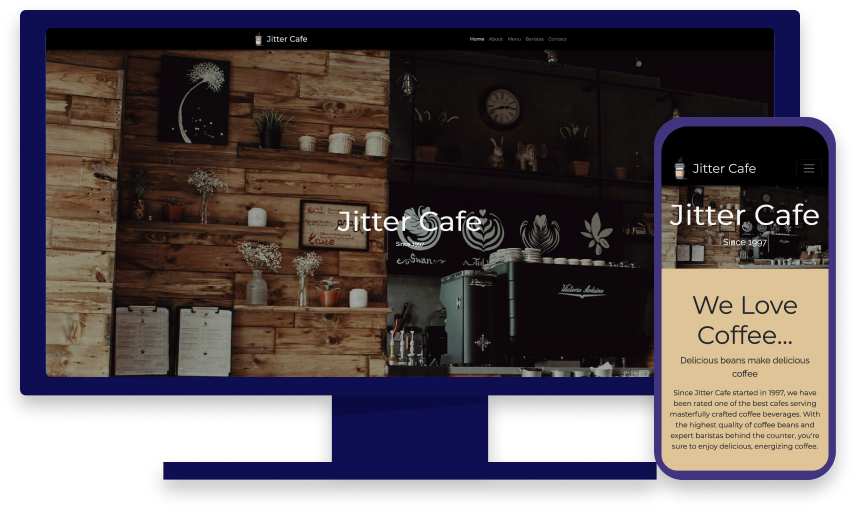 Jitter Cafe
Home About Menu Baristas Contact
Jitter Cafe
Since 1997
Swan
Victoria Arduino
Jitter Cafe
Jitter Cafe
Since 1997
We Love
Coffee...
Delicious beans make delicious
coffee
Since Jitter Cafe started in 1997, we have
been rated one of the best cafes serving
masterfully crafted coffee beverages. With
the highest quality of coffee beans and
expert baristas behind the counter, you're
sure to enjoy delicious, energizing coffee.